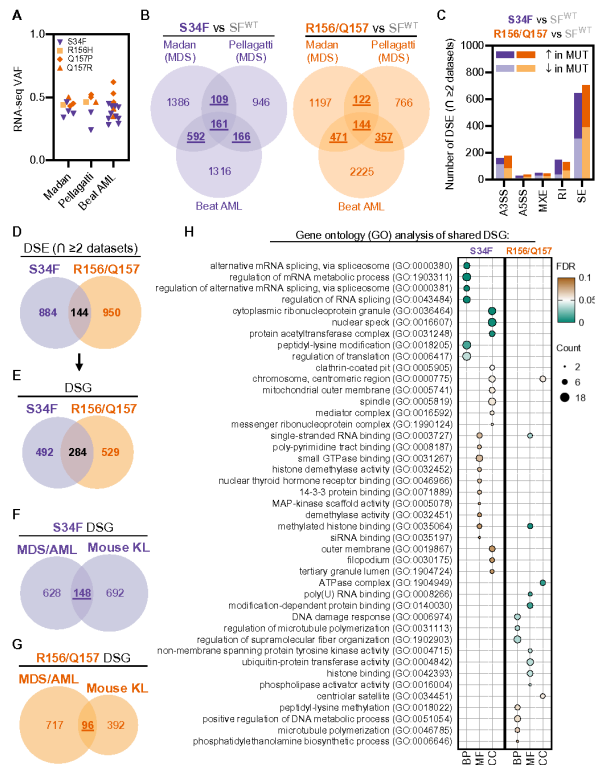 A
S34F
R156H
Q157P
Q157R
RNA-seq VAF
1.0
0.5
0.0
Madan
Pellagatti
Beat AML
B
S34F vs SFWT
Madan
(MDS)
Pellagatti
(MDS)
1386
109
946
161
592
166
1316
Beat AML
R156/Q157 vs SFWT
Madan
(MDS)
Pellagatti
(MDS)
1197
122
766
144
471
357
2225
Beat AML
C
S34F vs SFWT
R156/Q157 vs SFWT
Number of DSE (∩ ≥2 datasets)
1000
800
600
400
200
0
↑ in MUT
↓ in MUT
A3SS
A5SS
MXE
RI
SE
D
DSE (∩ ≥2 datasets)
S34F R156/Q157
884
144
950
E
DSG
S34F R156/Q157
492
284
529
F
S34F DSG
MDS/AML Mouse KL
628
148
692
G
R156/Q157 DSG
MDS/AML Mouse KL
717
96
392
H
Gene ontology (GO) analysis of shared DSG:
S34F R156/Q157
alternative mRNA splicing, via spliceosome (GO:0000380)
regulation of mRNA metabolic process (GO:1903311)
regulation of alternative mRNA splicing, via spliceosome (GO:0000381)
regulation of RNA splicing (GO:0043484)
cytoplasmic ribonucleoprotein granule (GO:0036464)
nuclear speck (GO:0016607)
protein acetyltransferase complex (GO:0031248)
peptidyl-lysine modification (GO:0018205)
regulation of translation (GO:0006417)
clathrin-coated pit (GO:0005905)
chromosome, centromeric region (GO:0000775)
mitochondrial outer membrane (GO:0005741)
spindle (GO:0005819)
mediator complex (GO:0016592)
messenger ribonucleoprotein complex (GO:1990124)
single-stranded RNA binding (GO:0003727)
poly-pyrimidine tract binding (GO:0008187)
small GTPase binding (GO:0031267)
histone demethylase activity (GO:0032452)
nuclear thyroid hormone receptor binding (GO:0046966)
14-3-3 protein binding (GO:0071889)
MAP-kinase scaffold activity (GO:0005078)
demethylase activity (GO:0032451)
methylated histone binding (GO:0035064)
siRNA binding (GO:0035197)
outer membrane (GO:0019867)
filopodium (GO:0030175)
tertiary granule lumen (GO:1904724)
ATPase complex (GO:1904949)
poly(U) RNA binding (GO:0008266)
modification-dependent protein binding (GO:0140030)
DNA damage response (GO:0006974)
regulation of microtubule polymerization (GO:0031113)
regulation of supramolecular fiber organization (GO:1902903)
non-membrane spanning protein tyrosine kinase activity (GO:0004715)
ubiquitin-protein transferase activity (GO:0004842)
histone binding (GO:0042393)
phospholipase activator activity (GO:0016004)
centriolar satellite (GO:0034451)
peptidyl-lysine methylation (GO:0018022)
positive regulation of DNA metabolic process (GO:0051054)
microtubule polymerization (GO:0046785)
phosphatidylethanolamine biosynthetic process (GO:0006646)
BP
MF
CC
BP
MF
CC
FDR
0.1
0.05
0
Count
2
6
18